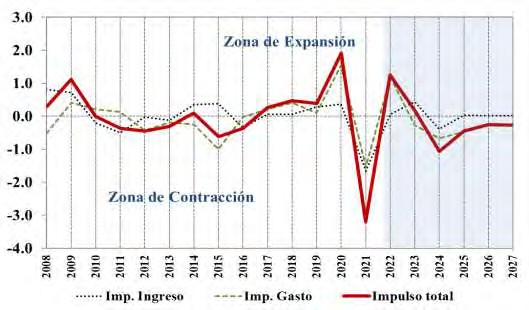 3.0
2.0
1.0
0.0
-1.0
-2.0
-3.0
-4.0
Zona de Expansión
Zona de Contracción
2008 2009 2010 2011 2012 2013 2014 2015 2016 2017 2018 2019 2020 2021 2022 2023 2024 2025 2026 2027
Imp. Ingreso Imp. Gasto Impulso total